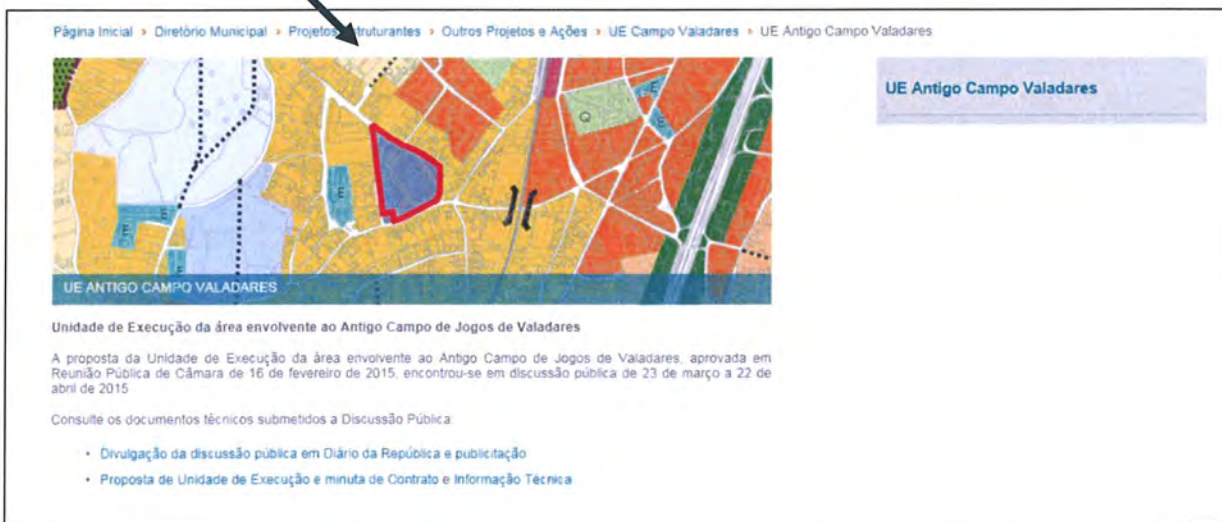 Página Inicial » Diretório Municipal » Projetos Estruturantes » Outros Projetos e Ações » UE Campo Valadares » UE Antigo Campo Valadares
UE Antigo Campo Valadares
Q
E
E
E
E
UE ANTIGO CAMPO VALADARES
Unidade de Execução da área envolvente ao Antigo Campo de Jogos de Valadares
A proposta da Unidade de Execução da área envolvente ao Antigo Campo de Jogos de Valadares, aprovada em
Reunião Pública de Câmara de 16 de fevereiro de 2015, encontrou-se em discussão pública de 23 de março a 22 de
abril de 2015
Consulte os documentos técnicos submetidos a Discussão Pública:
• Divulgação da discussão pública em Diário da República e publicitação
• Proposta de Unidade de Execução e minuta de Contrato e Informação Técnica